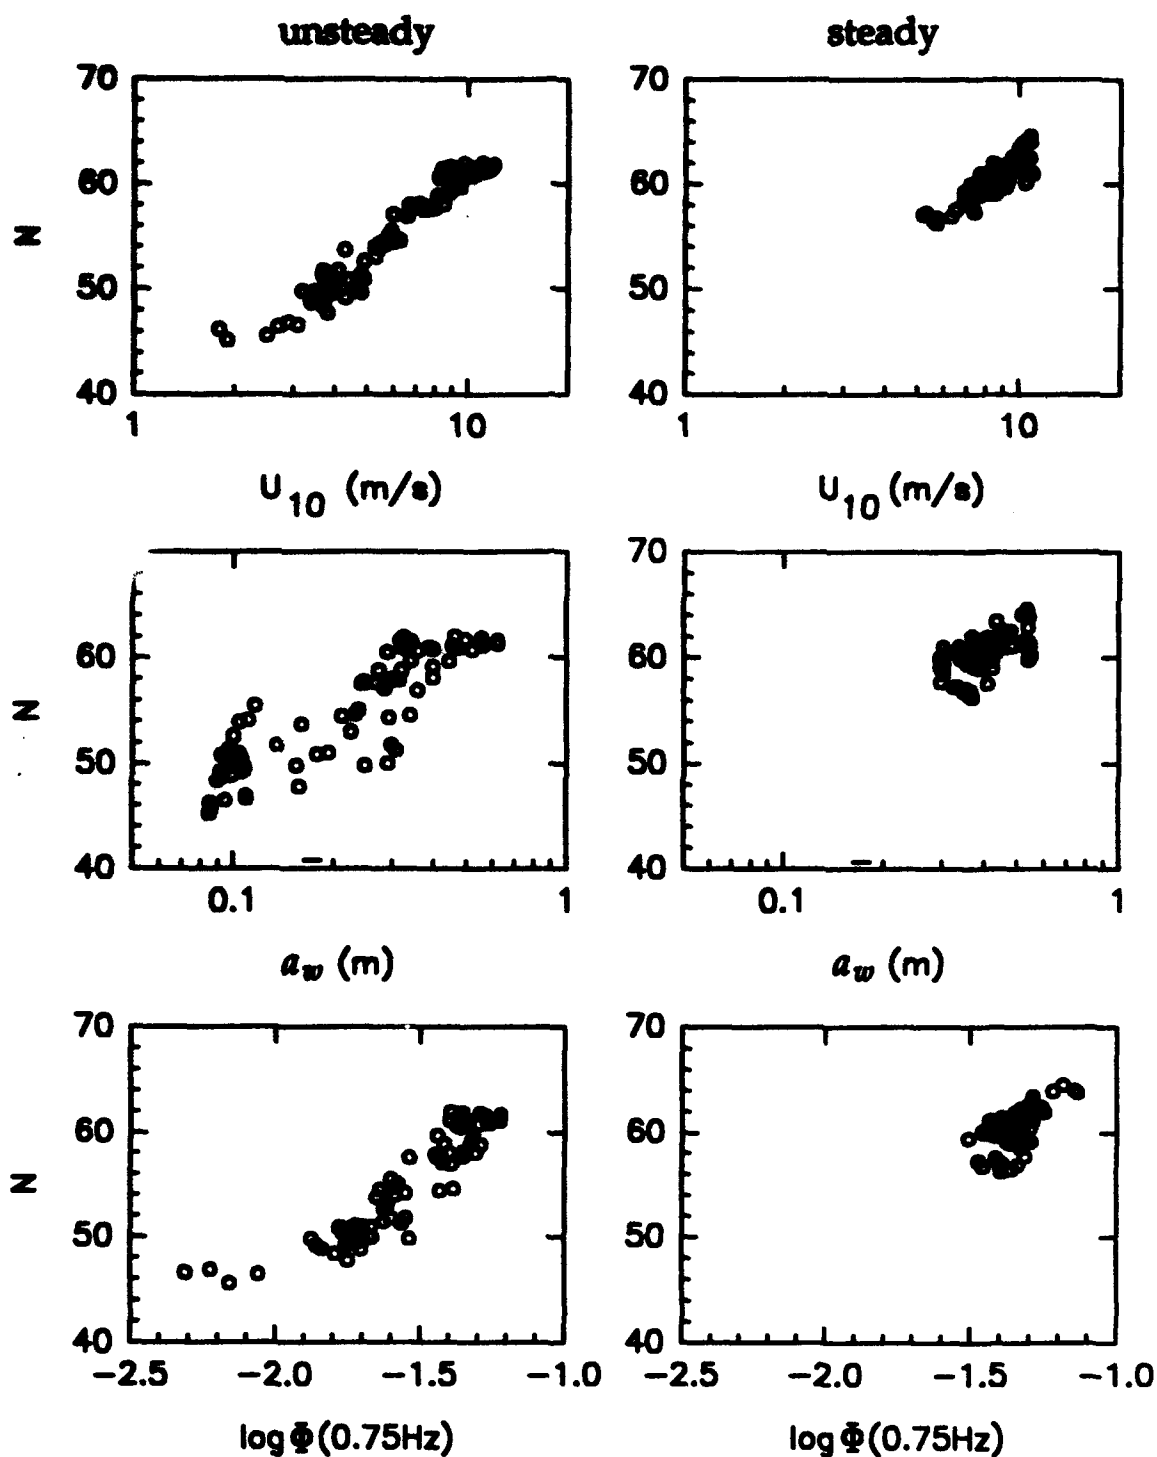 unsteady steady
70 70
60 60
N
50 50
40 40
1 10 1 10
U10 (m/s) U10 (m/s)
70
60 60
N
50 50
40 40
0.1 1 0.1 1
aw (m) aw (m)
70 70
60 60
N
50 50
40 40
−2.5 −2.0 −1.5 −1.0 −2.5 −2.0 −1.5 −1.0
log Φ(0.75Hz) log Φ(0.75Hz)